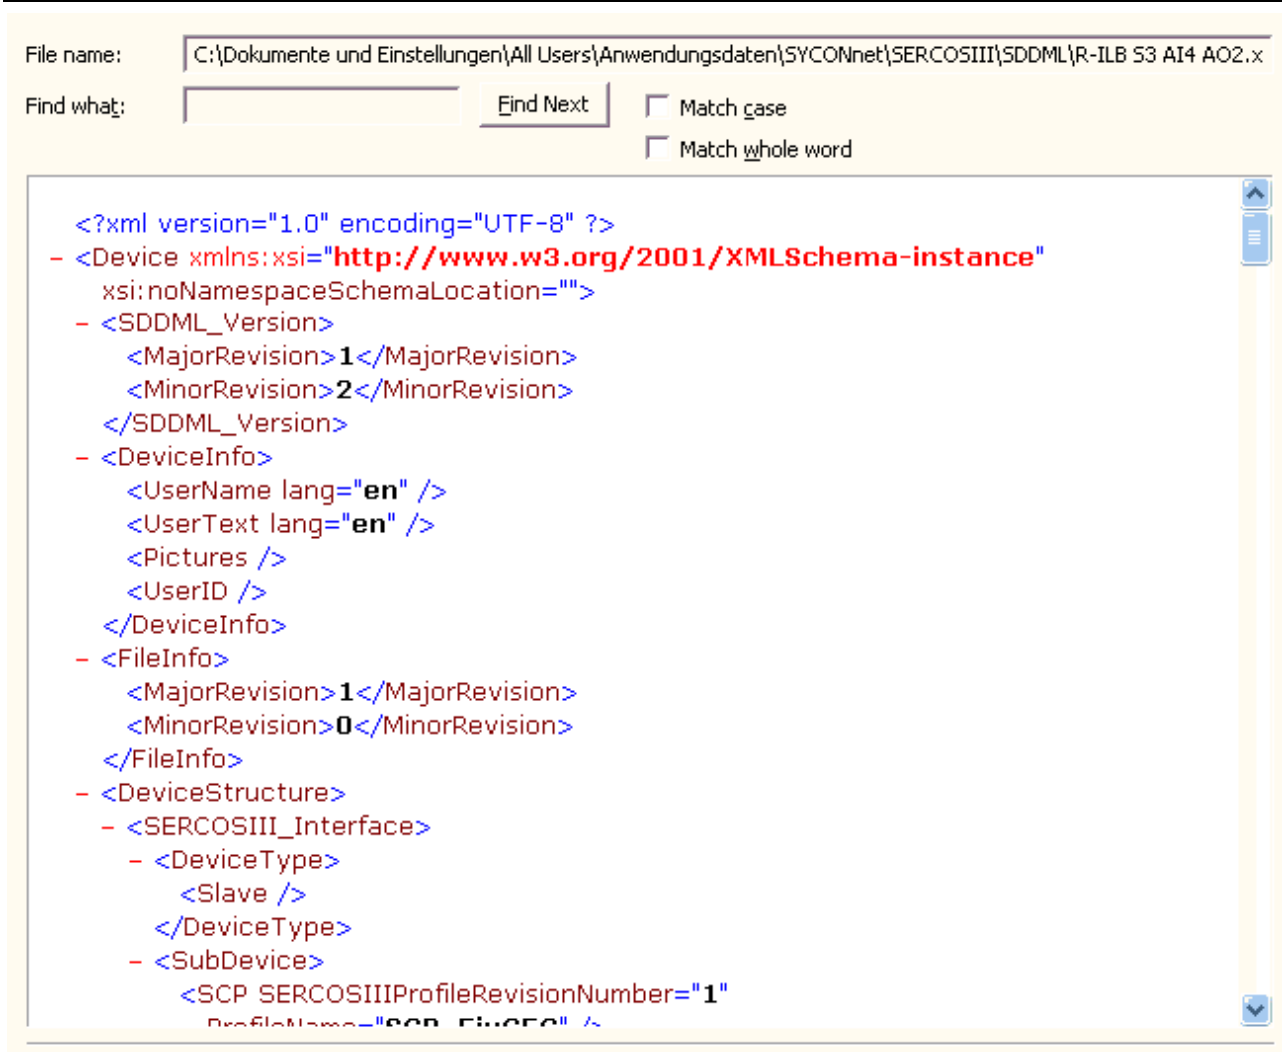 File name: C:\Dokumente und Einstellungen\All Users\Anwendungsdaten\SYCONnet\SERCOSIII\SDDML\R-ILB S3 AI4 AO2.x
Find what: Find Next Match case
Match whole word
<?xml version="1.0" encoding="UTF-8" ?>
- <Device xmlns:xsi="http://www.w3.org/2001/XMLSchema-instance"
xsi:noNamespaceSchemaLocation="">
- <SDDML_Version>
<MajorRevision>1</MajorRevision>
<MinorRevision>2</MinorRevision>
</SDDML_Version>
- <DeviceInfo>
<UserName lang="en" />
<UserText lang="en" />
<Pictures />
<UserID />
</DeviceInfo>
- <FileInfo>
<MajorRevision>1</MajorRevision>
<MinorRevision>0</MinorRevision>
</FileInfo>
- <DeviceStructure>
- <SERCOSIII_Interface>
- <DeviceType>
<Slave />
</DeviceType>
- <SubDevice>
<SCP SERCOSIIIProfileRevisionNumber="1"